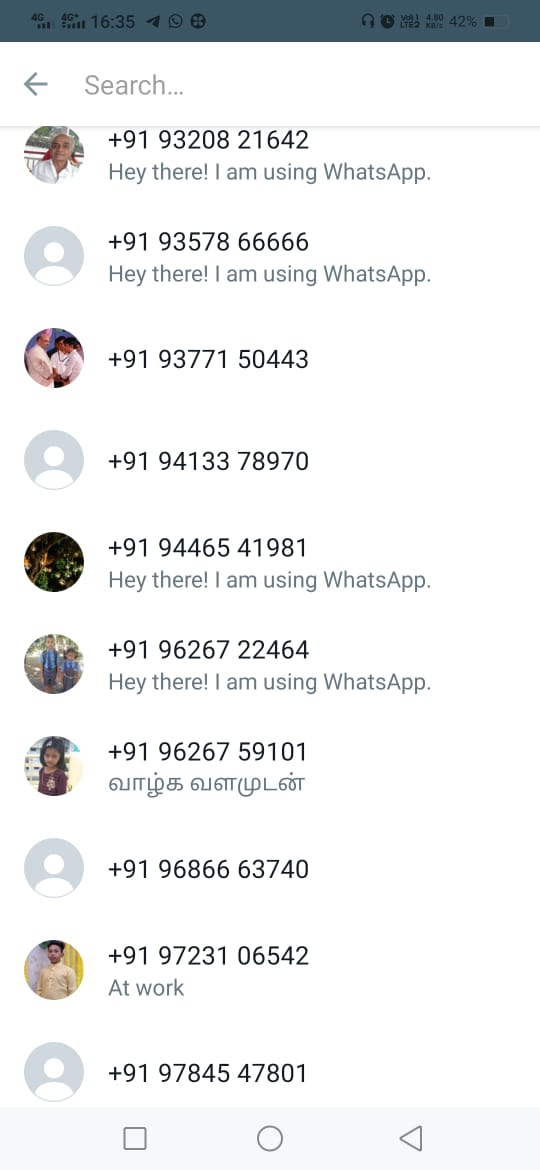 4G 4G+ 16:35 Vo) 1 LTE2 4.80 KB/s 42%
Search...
+91 93208 21642
Hey there! I am using WhatsApp.
+91 93578 66666
Hey there! I am using WhatsApp.
+91 93771 50443
+91 94133 78970
+91 94465 41981
Hey there! I am using WhatsApp.
+91 96267 22464
Hey there! I am using WhatsApp.
+91 96267 59101
வாழ்க வளமுடன்
+91 96866 63740
+91 97231 06542
At work
+91 97845 47801